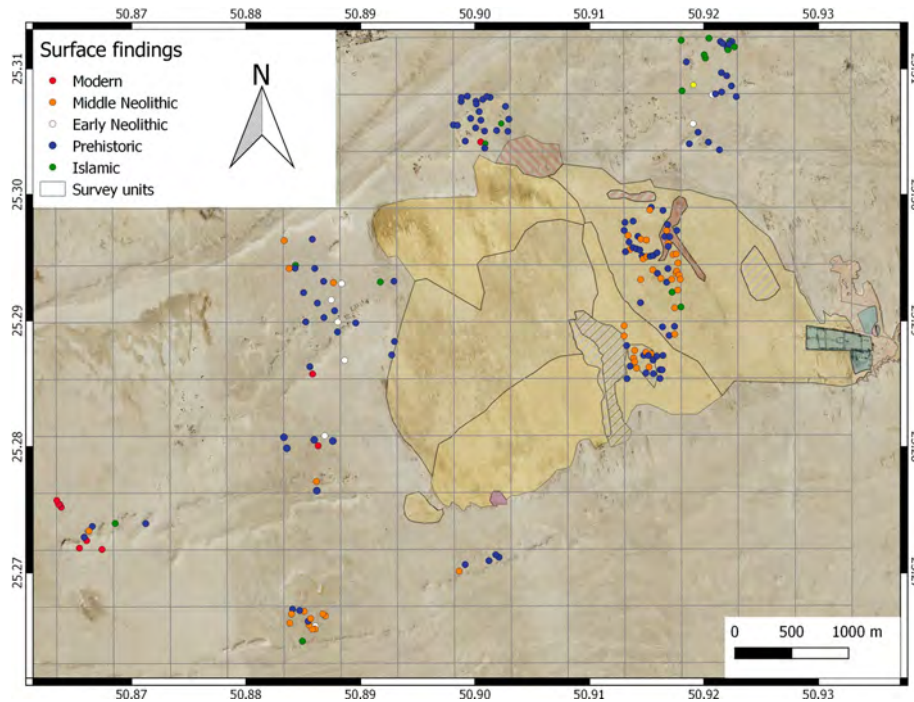 50.87 50.88 50.89 50.90 50.91 50.92 50.93
Surface findings
Modern
Middle Neolithic
Early Neolithic
Prehistoric
Islamic
Survey units
N
25.31
25.30
25.29
25.28
25.27
0 500 1000 m
50.87 50.88 50.89 50.90 50.91 50.92 50.93